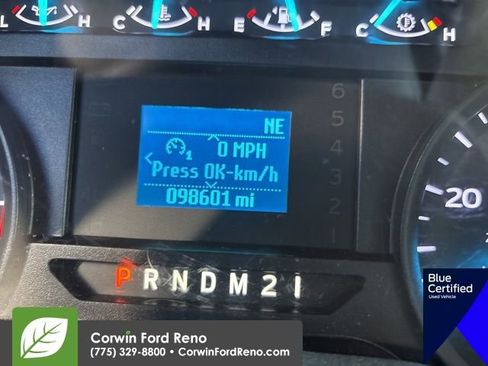 L H C H E F C H
6
5
4
3
2
1
NE
1 0 MPH
Press OK-km/h
098601 mi
20
P R N D M 2 1
Blue
Certified
Used Vehicle
Corwin Ford Reno
(775) 329-8800 • CorwinFordReno.com